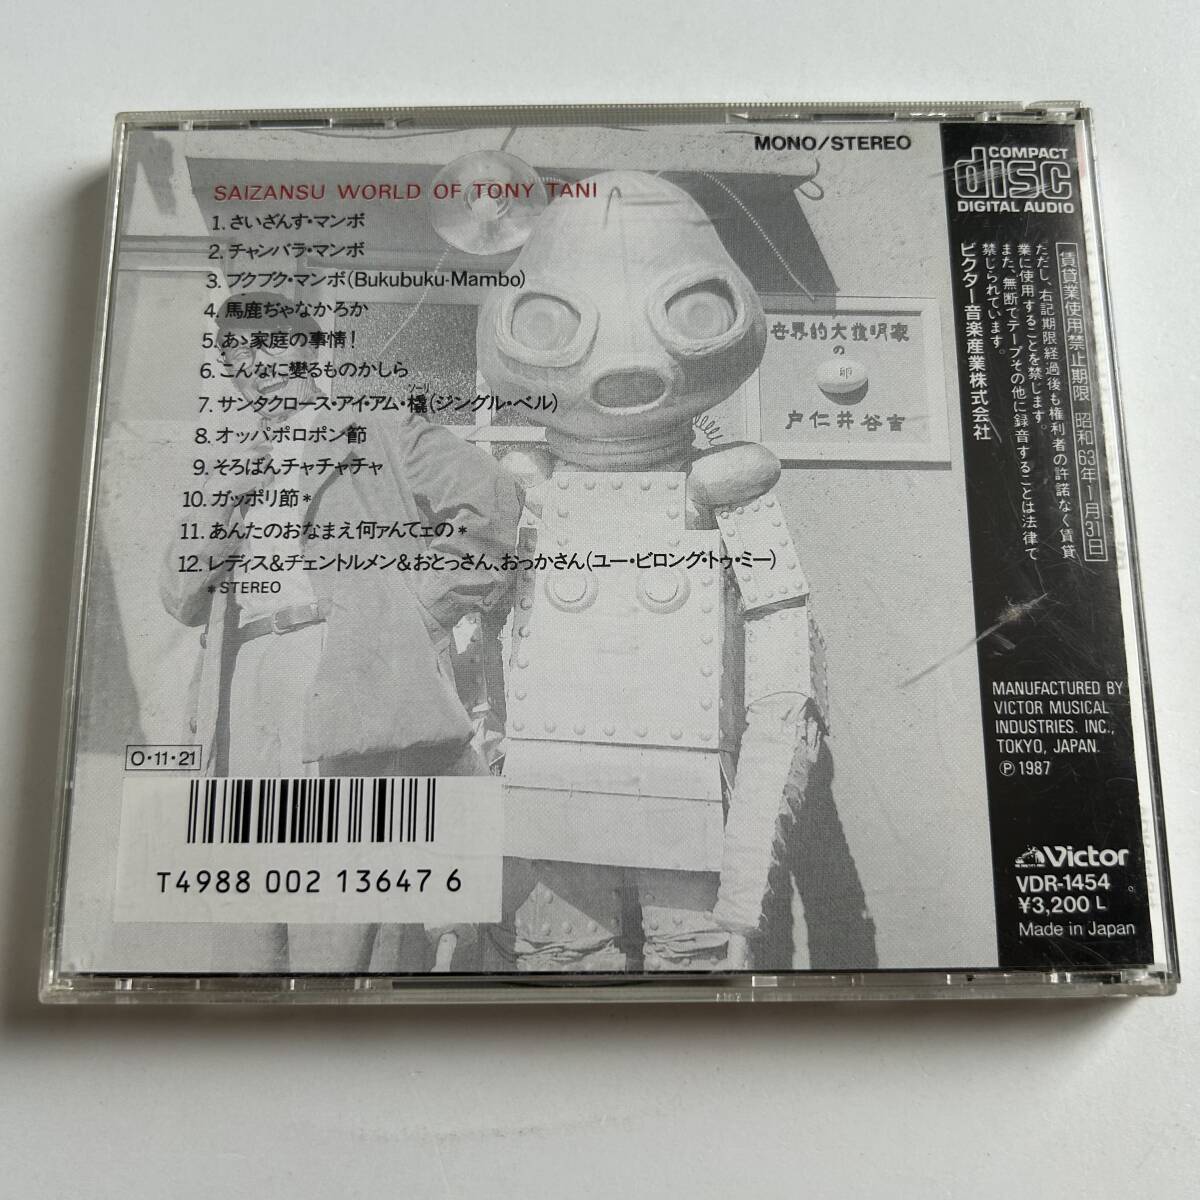 MONO/STEREO
SAIZANSU WORLD OF TONY TANI
1. さいざんす・マンボ
2. チャンバラ・マンボ
3. ブクブク・マンボ(Bukubuku-Mambo)
4. 馬鹿ぢゃなかろか
5. あゝ家庭の事情!
6. こんなに變るものかしら
ソーリ
7. サンタクロース・アイ・アム・橇(ジングル・ベル)
8. オッパポロポン節
9. そろばんチャチャチャ
10. ガッポリ節*
11. あんたのおなまえ何ァんてェの*
12. レディス&ヂェントルメン&おとっさん、おっかさん(ユー・ビロング・トゥ・ミー)
*STEREO
世界的大発明家
の
卵
戸仁井谷吉
O・11・21
T4988 002 13647 6
COMPACT
disc
DIGITAL AUDIO
賃貸業使用禁止期限 昭和63年1月31日
ただし、右記期限経過後も権利者の許諾なく賃貸
業に使用することを禁じます。
また、無断でテープその他に録音することは法律で
禁じられています。
ビクター音楽産業株式会社
MANUFACTURED BY
VICTOR MUSICAL
INDUSTRIES. INC.,
TOKYO, JAPAN.
Ⓟ 1987
Victor
VDR-1454
¥3,200 L
Made in Japan